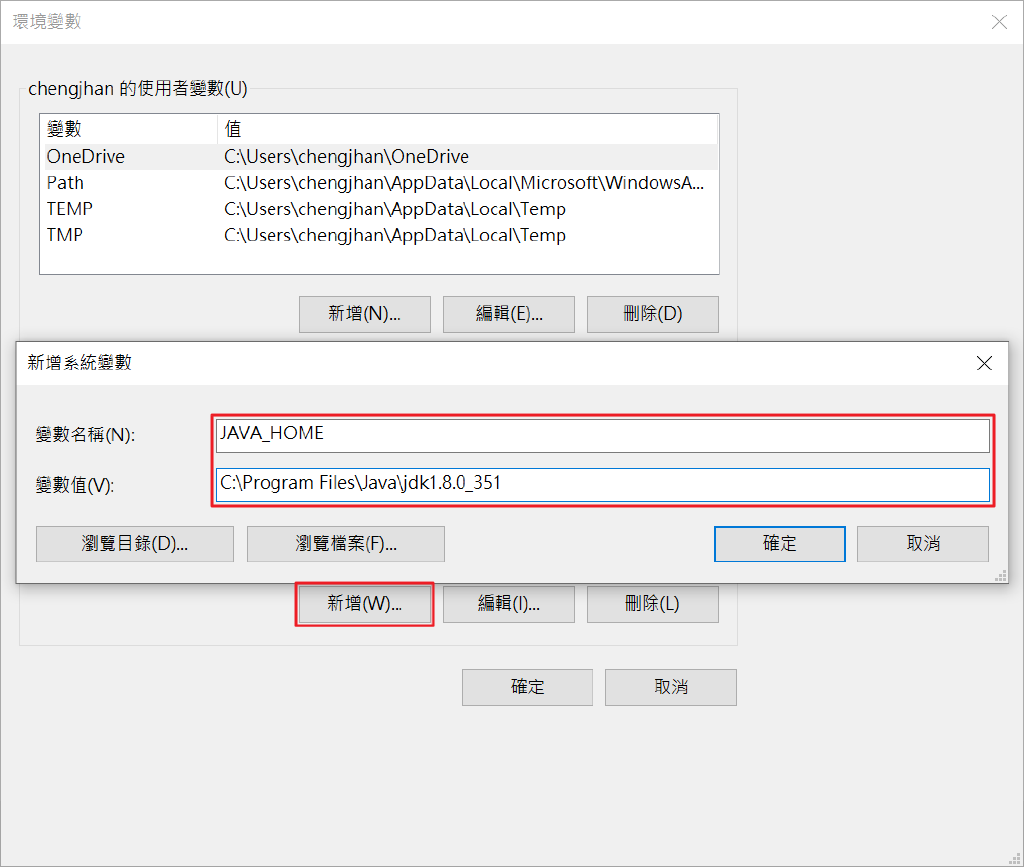 環境變數
chengjhan 的使用者變數(U)
變數 值
OneDrive C:\Users\chengjhan\OneDrive
Path C:\Users\chengjhan\AppData\Local\Microsoft\WindowsA...
TEMP C:\Users\chengjhan\AppData\Local\Temp
TMP C:\Users\chengjhan\AppData\Local\Temp
新增(N)... 編輯(E)... 刪除(D)
新增系統變數
變數名稱(N): JAVA_HOME
變數值(V): C:\Program Files\Java\jdk1.8.0_351
瀏覽目錄(D)... 瀏覽檔案(F)... 確定 取消
新增(W)... 編輯(I)... 刪除(L)
確定 取消